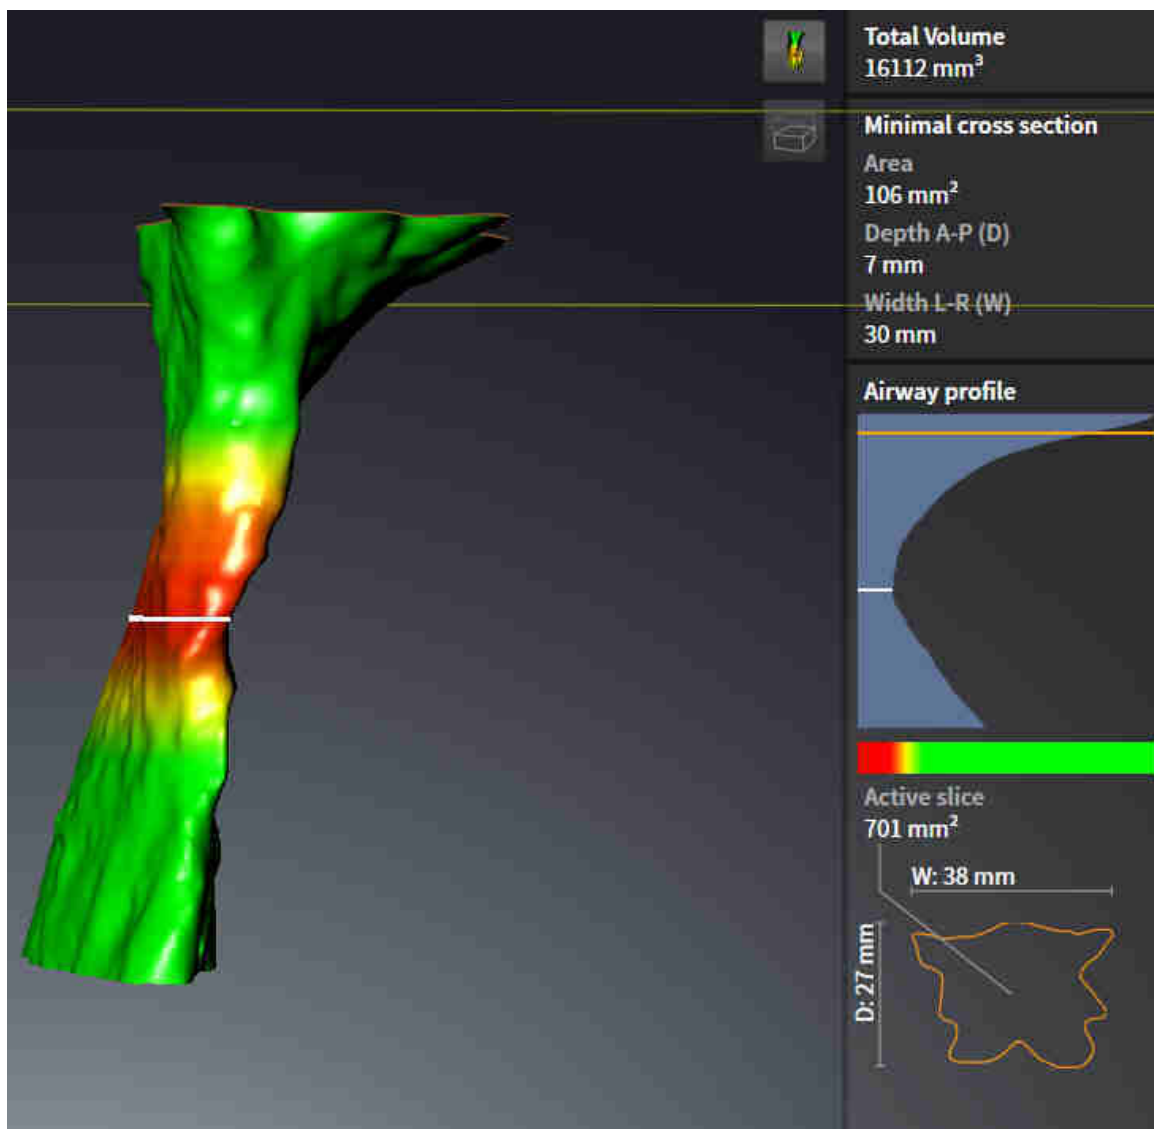 Total Volume
16112 mm³
Minimal cross section
Area
106 mm²
Depth A-P (D)
7 mm
Width L-R (W)
30 mm
Airway profile
Active slice
701 mm²
W: 38 mm
D: 27 mm